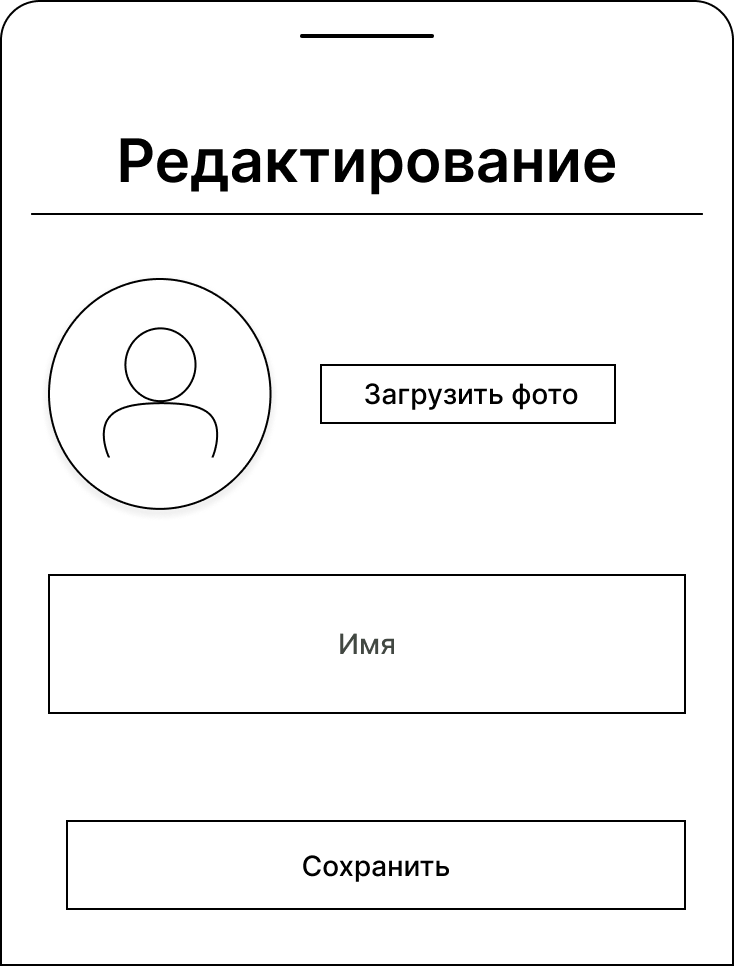 Редактирование
Загрузить фото
Имя
Сохранить